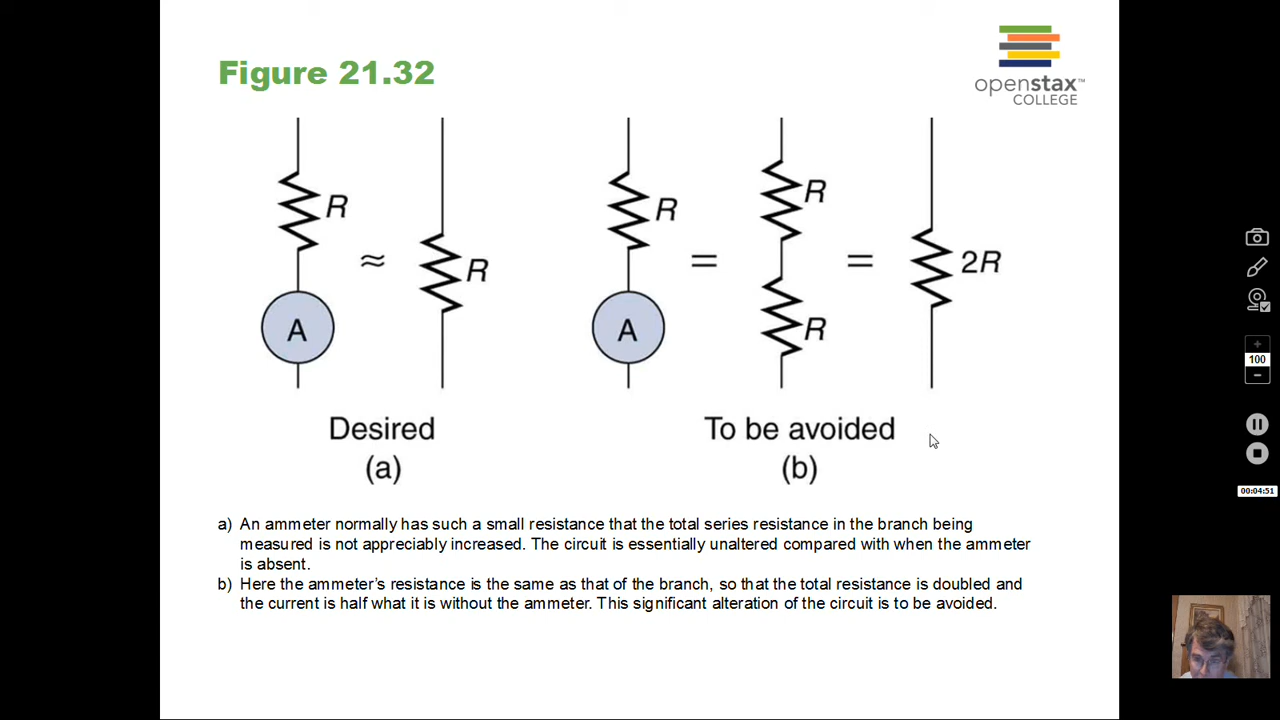 Figure 21.32
openstax™
COLLEGE
R
≈
R
A
R
=
R
R
=
2R
A
Desired
(a)
To be avoided
(b)
a) An ammeter normally has such a small resistance that the total series resistance in the branch being
measured is not appreciably increased. The circuit is essentially unaltered compared with when the ammeter
is absent.
b) Here the ammeter’s resistance is the same as that of the branch, so that the total resistance is doubled and
the current is half what it is without the ammeter. This significant alteration of the circuit is to be avoided.
+
100
−
00:04:51